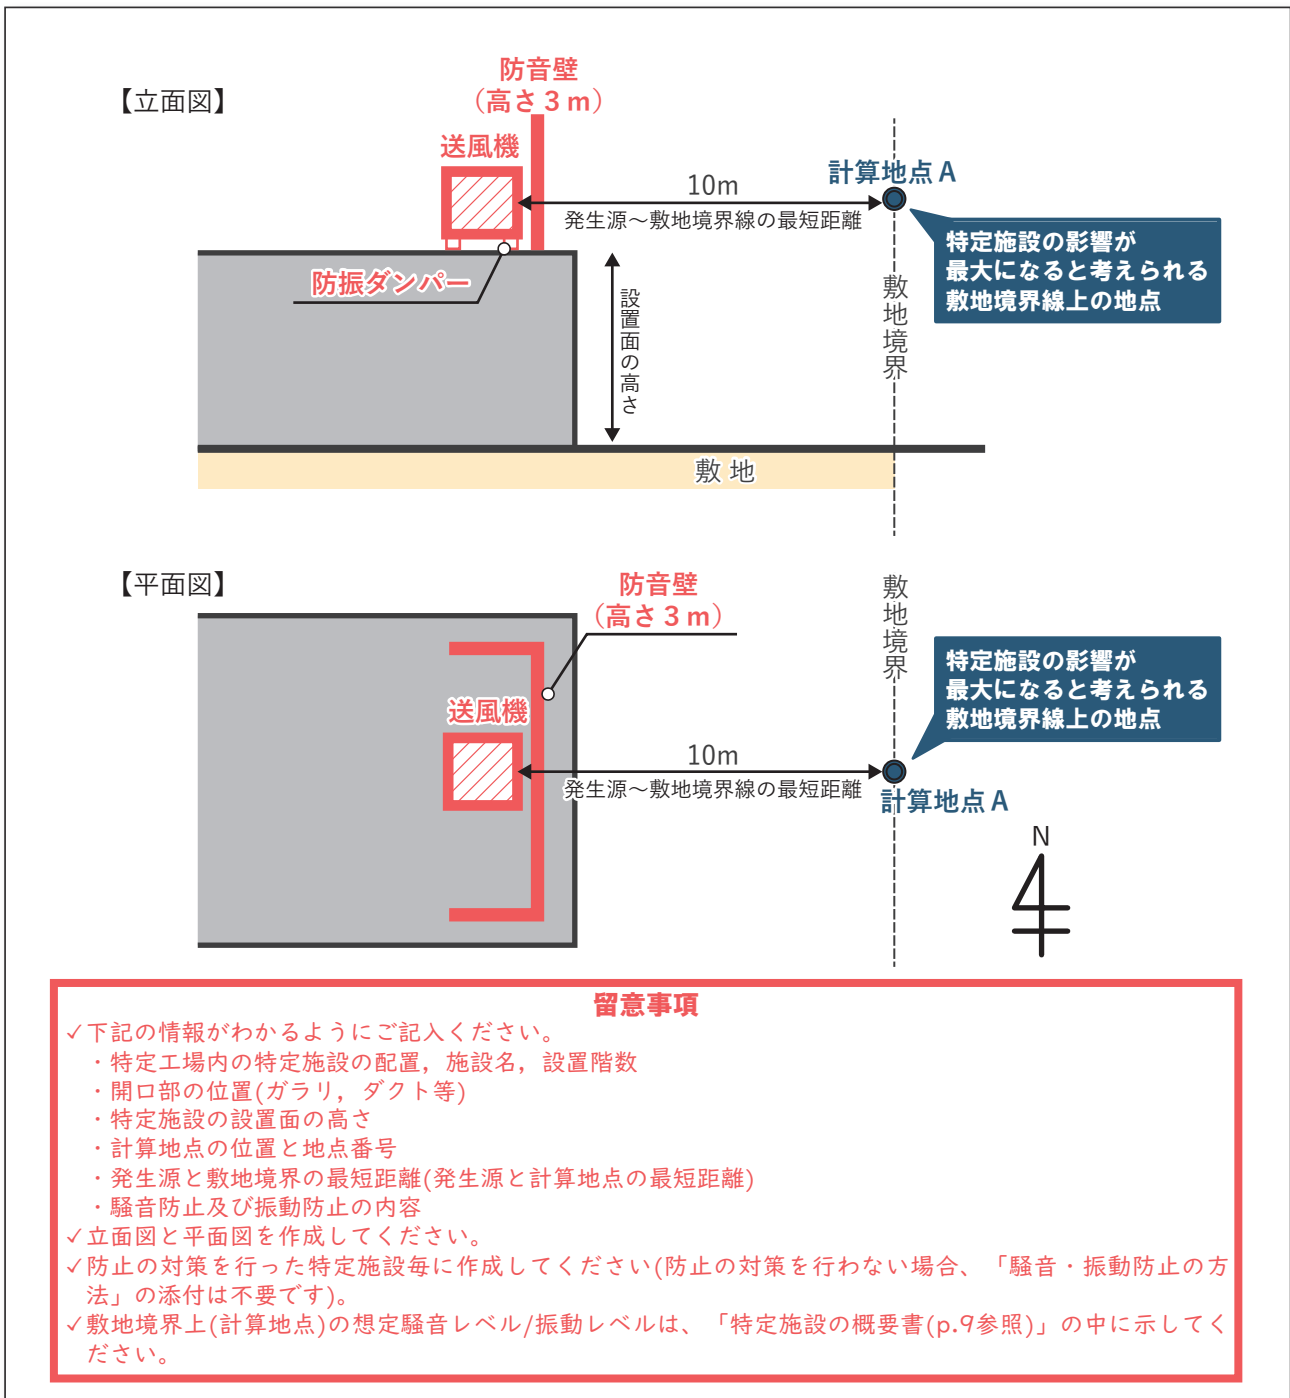 【立面図】
防音壁
（高さ３ｍ）
送風機
計算地点Ａ
10m
発生源～敷地境界線の最短距離
特定施設の影響が
最大になると考えられる
敷地境界線上の地点
防振ダンパー
設置面の高さ
敷地境界
敷 地
【平面図】
防音壁
（高さ３ｍ）
敷地境界
特定施設の影響が
最大になると考えられる
敷地境界線上の地点
送風機
10m
発生源～敷地境界線の最短距離
計算地点Ａ
N
留意事項
✓下記の情報がわかるようにご記入ください。
・特定工場内の特定施設の配置，施設名，設置階数
・開口部の位置(ガラリ，ダクト等)
・特定施設の設置面の高さ
・計算地点の位置と地点番号
・発生源と敷地境界の最短距離(発生源と計算地点の最短距離)
・騒音防止及び振動防止の内容
✓立面図と平面図を作成してください。
✓防止の対策を行った特定施設毎に作成してください(防止の対策を行わない場合、「騒音・振動防止の方
法」の添付は不要です)。
✓敷地境界上(計算地点)の想定騒音レベル/振動レベルは、「特定施設の概要書(p.9参照)」の中に示してく
ださい。